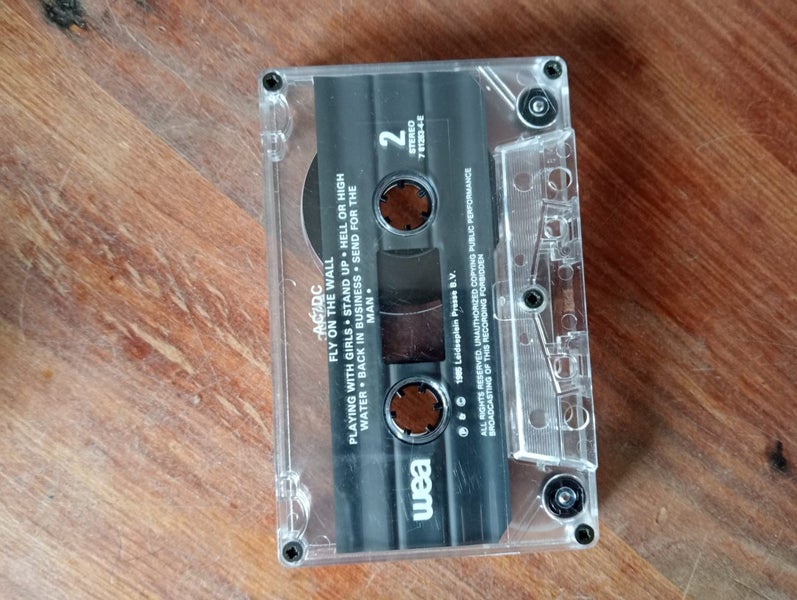 AC/DC
FLY ON THE WALL
PLAYING WITH GIRLS • STAND UP • HELL OR HIGH
WATER • BACK IN BUSINESS • SEND FOR THE
MAN •
2
STEREO
7 81263-4-E
wea
℗ & © 1985 Leidseplein Presse B.V.
ALL RIGHTS RESERVED. UNAUTHORIZED COPYING PUBLIC PERFORMANCE
BROADCASTING OF THIS RECORDING FORBIDDEN